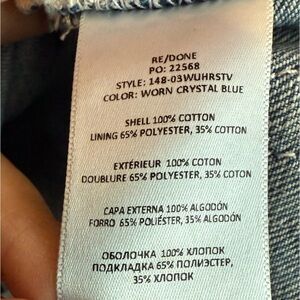 RE/DONE
PO: 22568
STYLE: 148-03WUHRSTV
COLOR: WORN CRYSTAL BLUE
SHELL 100% COTTON
LINING 65% POLYESTER, 35% COTTON
EXTÉRIEUR 100% COTON
DOUBLURE 65% POLYESTER, 35% COTON
CAPA EXTERNA 100% ALGODÓN
FORRO 65% POLIÉSTER, 35% ALGODÓN
ОБОЛОЧКА 100% ХЛОПОК
ПОДКЛАДКА 65% ПОЛИЭСТЕР,
35% ХЛОПОК